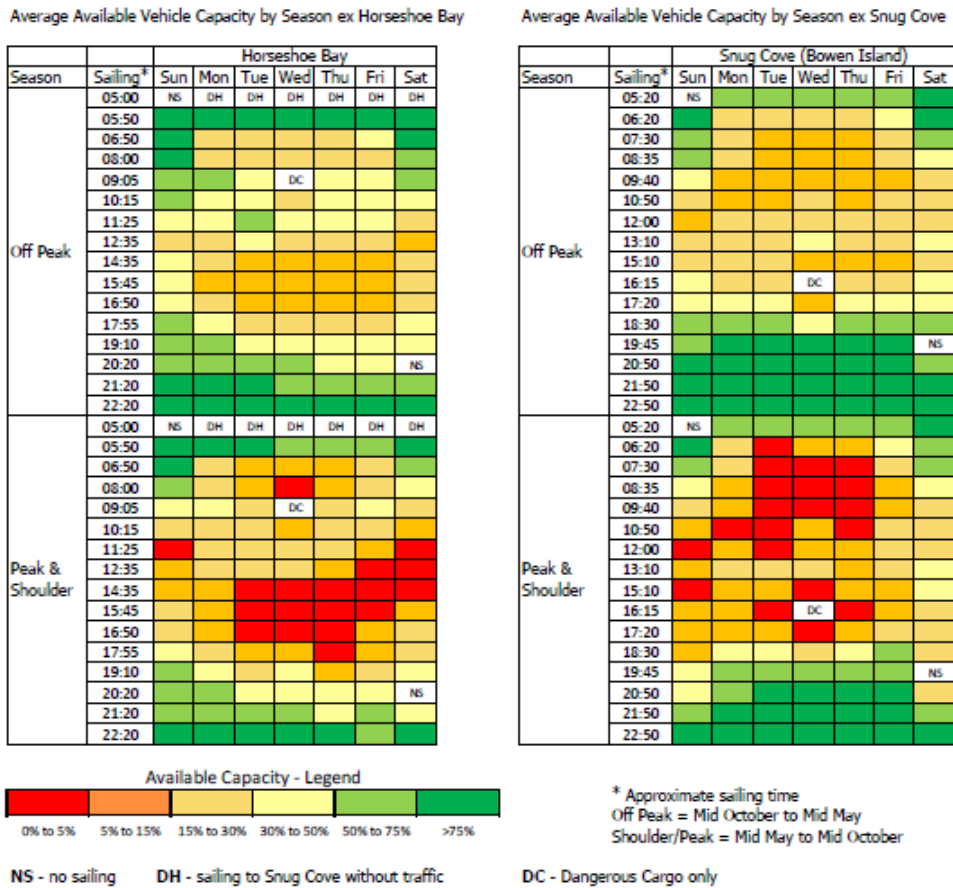 Average Available Vehicle Capacity by Season ex Horseshoe Bay
Horseshoe Bay
Season Sailing* Sun Mon Tue Wed Thu Fri Sat
Off Peak
05:00 NS DH DH DH DH DH DH
05:50
06:50
08:00
09:05 DC
10:15
11:25
12:35
14:35
15:45
16:50
17:55
19:10
20:20 NS
21:20
22:20
Peak &
Shoulder
05:00 NS DH DH DH DH DH DH
05:50
06:50
08:00
09:05 DC
10:15
11:25
12:35
14:35
15:45
16:50
17:55
19:10
20:20 NS
21:20
22:20
Average Available Vehicle Capacity by Season ex Snug Cove
Snug Cove (Bowen Island)
Season Sailing* Sun Mon Tue Wed Thu Fri Sat
Off Peak
05:20 NS
06:20
07:30
08:35
09:40
10:50
12:00
13:10
15:10
16:15 DC
17:20
18:30
19:45 NS
20:50
21:50
22:50
Peak &
Shoulder
05:20 NS
06:20
07:30
08:35
09:40
10:50
12:00
13:10
15:10
16:15 DC
17:20
18:30
19:45 NS
20:50
21:50
22:50
Available Capacity - Legend
0% to 5% 5% to 15% 15% to 30% 30% to 50% 50% to 75% >75%
* Approximate sailing time
Off Peak = Mid October to Mid May
Shoulder/Peak = Mid May to Mid October
NS - no sailing DH - sailing to Snug Cove without traffic DC - Dangerous Cargo only